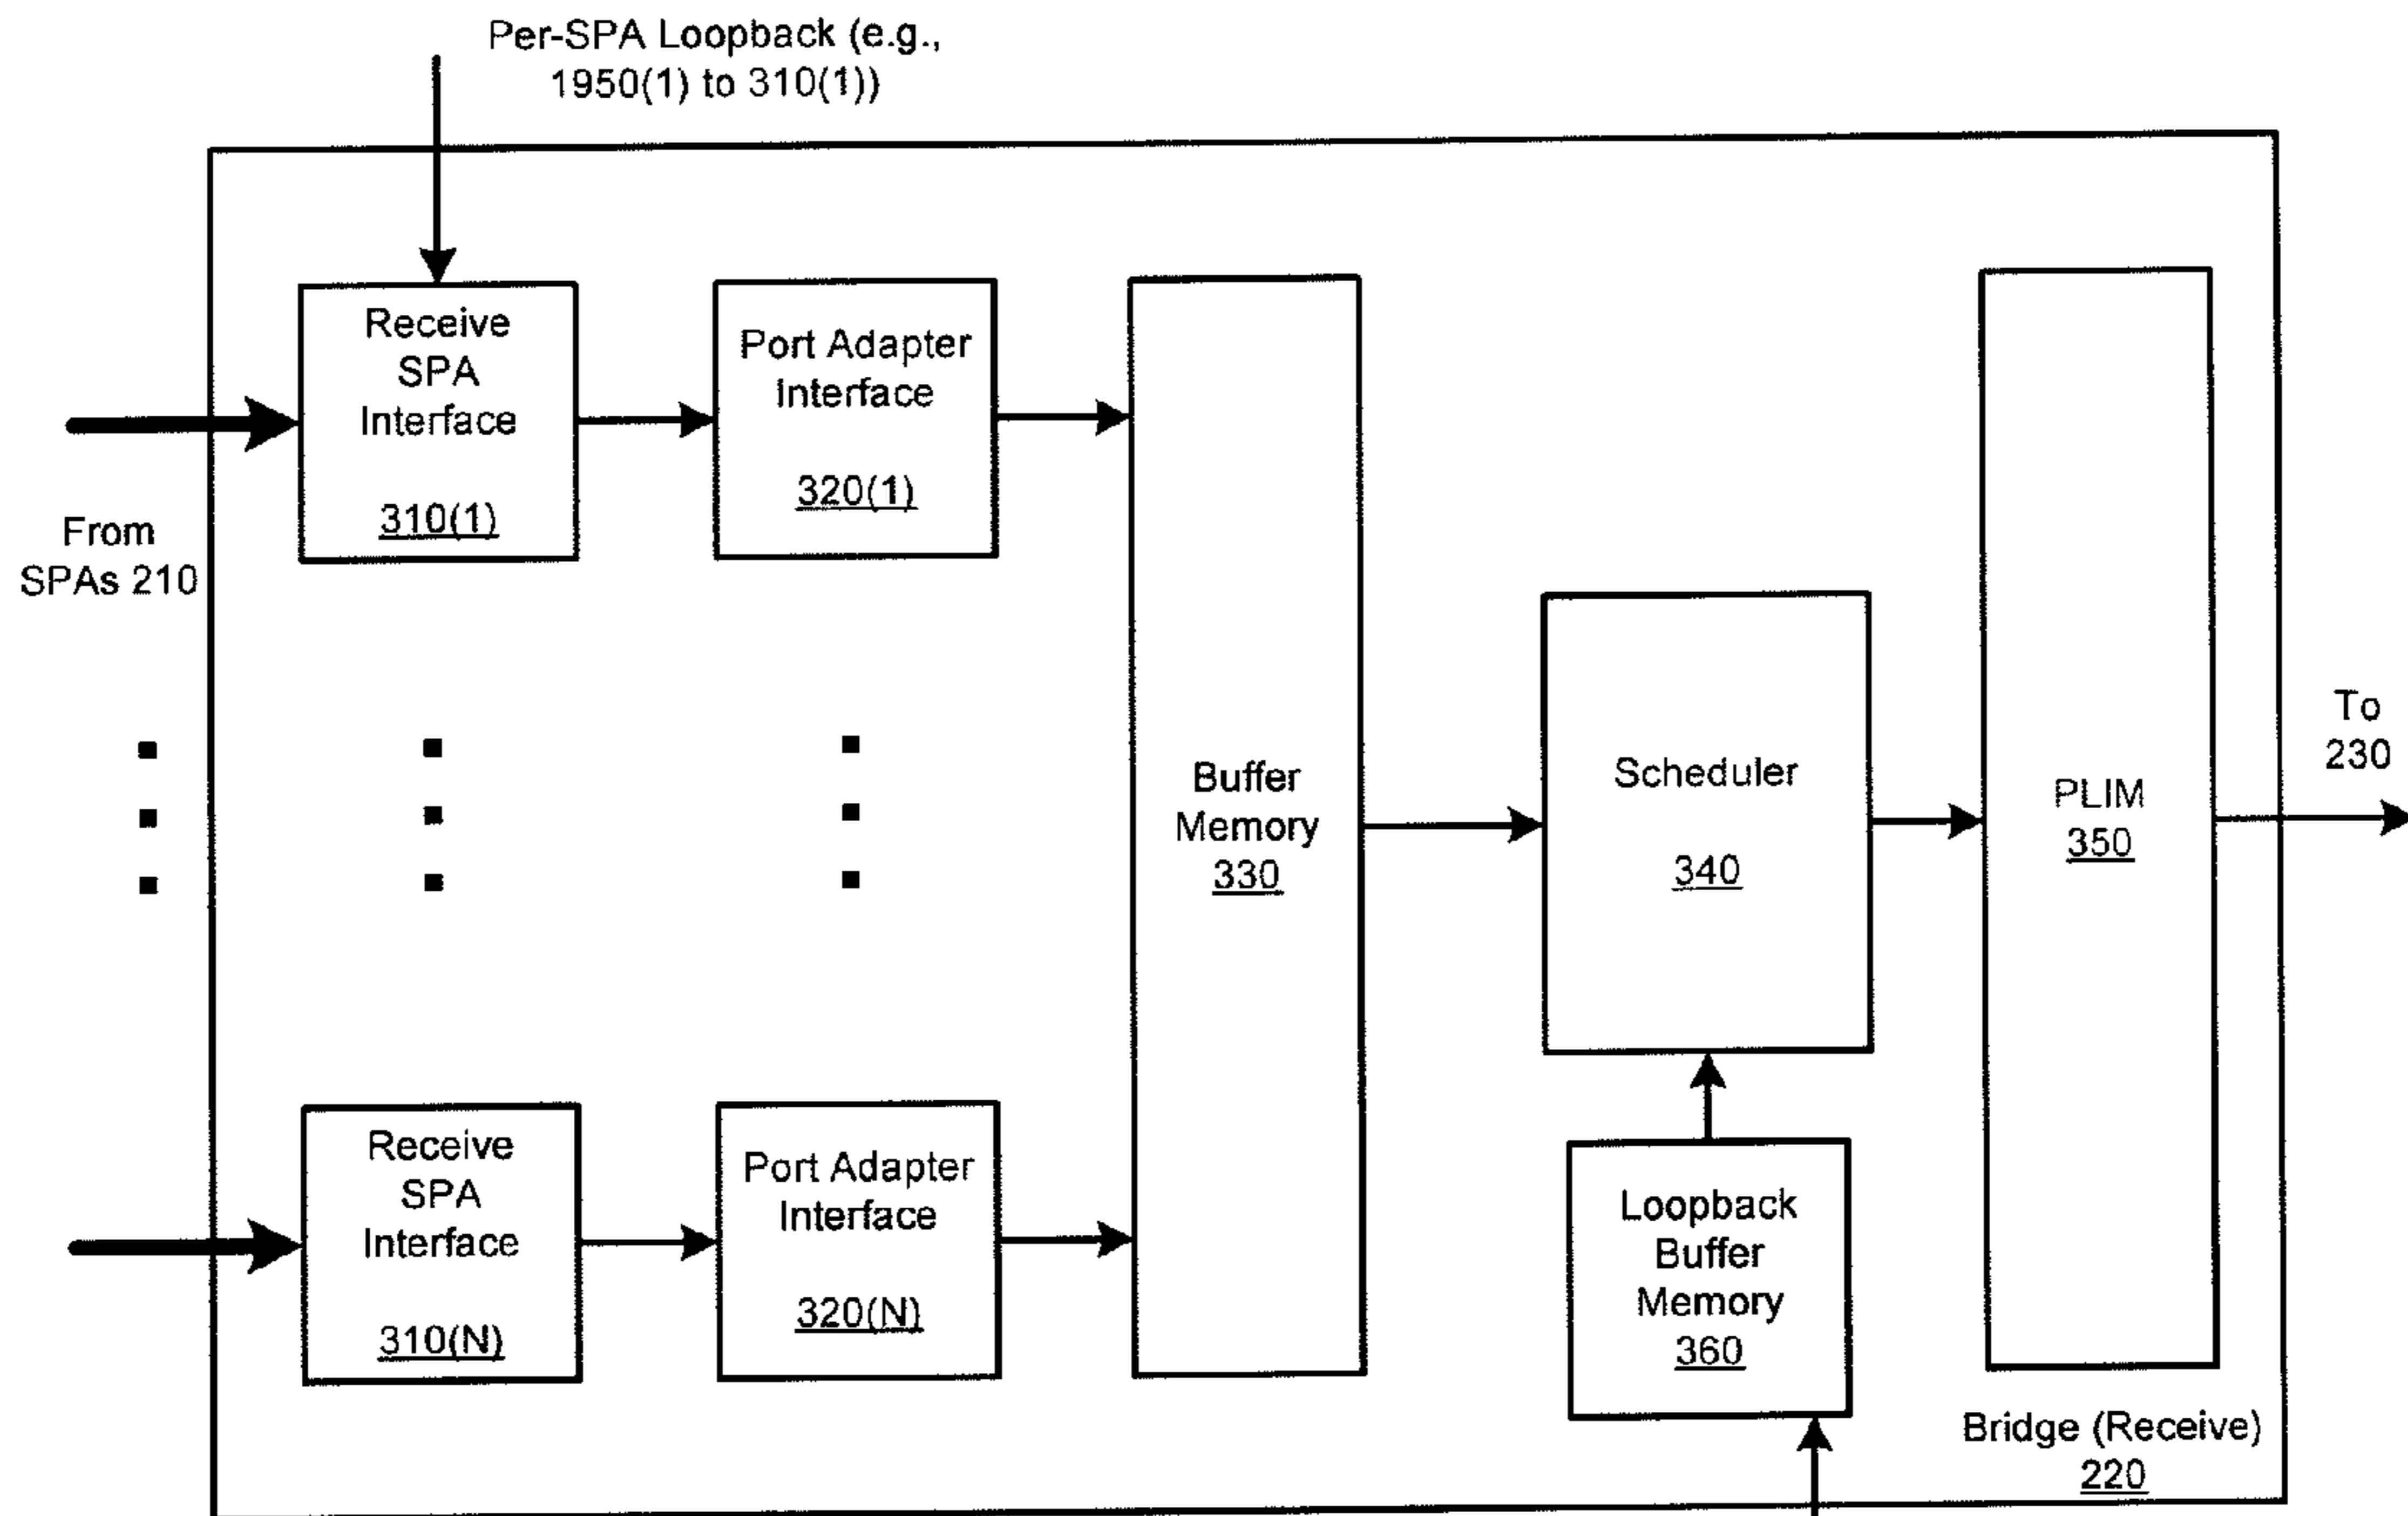 Per-SPA Loopback (e.g.,
1950(1) to 310(1))
Receive
SPA
Interface
310(1)
Port Adapter
Interface
320(1)
From
SPAs 210
Buffer
Memory
330
Scheduler
340
PLIM
350
To
230
Receive
SPA
Interface
310(N)
Port Adapter
Interface
320(N)
Loopback
Buffer
Memory
360
Bridge (Receive)
220